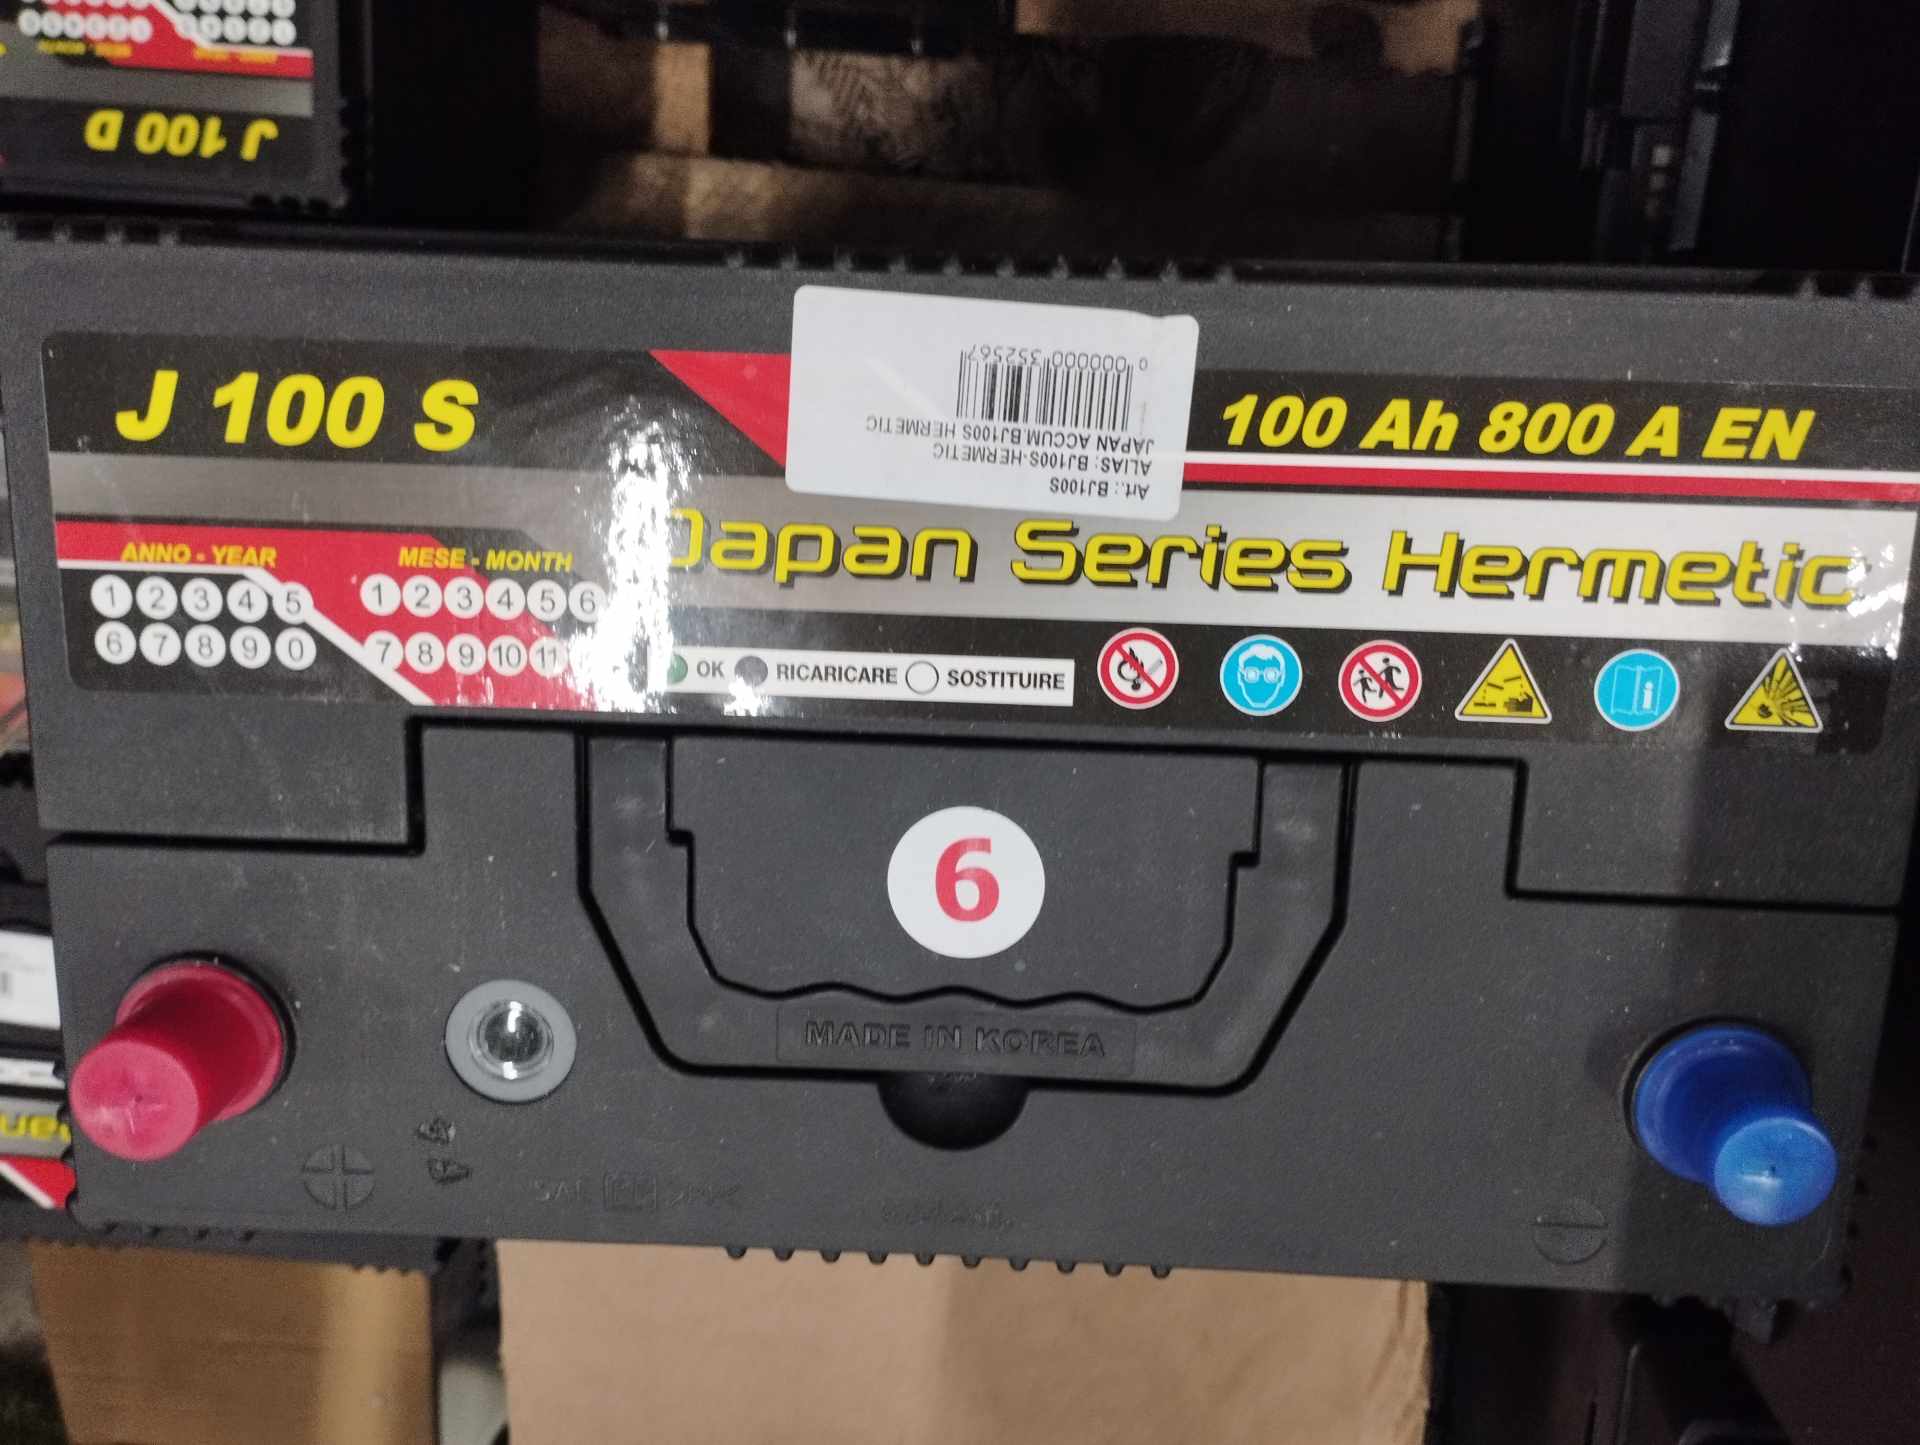 J 100 D
J 100 S
100 Ah 800 A EN
Art.: BJ100S
ALIAS: BJ100S-HERMETIC
JAPAN ACCUM.BJ100S HERMETIC
0 000000 352567
Japan Series Hermetic
ANNO - YEAR
MESE - MONTH
1 2 3 4 5
6 7 8 9 0
1 2 3 4 5 6
7 8 9 10 11
OK RICARICARE SOSTITUIRE
6
MADE IN KOREA